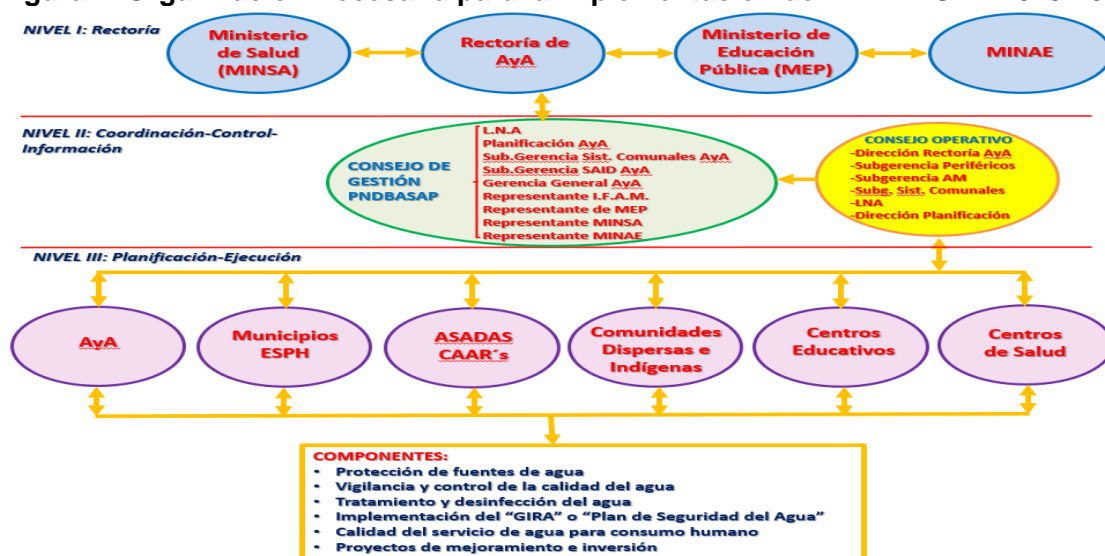 NIVEL I: Rectoría
Ministerio
de Salud
(MINSA)
Rectoría de
AyA
Ministerio de
Educación
Pública (MEP)
MINAE
NIVEL II: Coordinación-Control-
Información
CONSEJO DE
GESTIÓN
PNDBASAP
L.N.A
Planificación AyA
Sub.Gerencia Sist. Comunales AyA
Sub.Gerencia SAID AyA
Gerencia General AyA
Representante I.F.A.M.
Representante de MEP
Representante MINSA
Representante MINAE
CONSEJO OPERATIVO
-Dirección Rectoría AyA
-Subgerencia Periféricos
-Subgerencia AM
-Subg. Sist. Comunales
-LNA
-Dirección Planificación
NIVEL III: Planificación-Ejecución
AyA
Municipios
ESPH
ASADAS
CAAR´s
Comunidades
Dispersas e
Indígenas
Centros
Educativos
Centros
de Salud
COMPONENTES:
• Protección de fuentes de agua
• Vigilancia y control de la calidad del agua
• Tratamiento y desinfección del agua
• Implementación del “GIRA” o “Plan de Seguridad del Agua”
• Calidad del servicio de agua para consumo humano
• Proyectos de mejoramiento e inversión